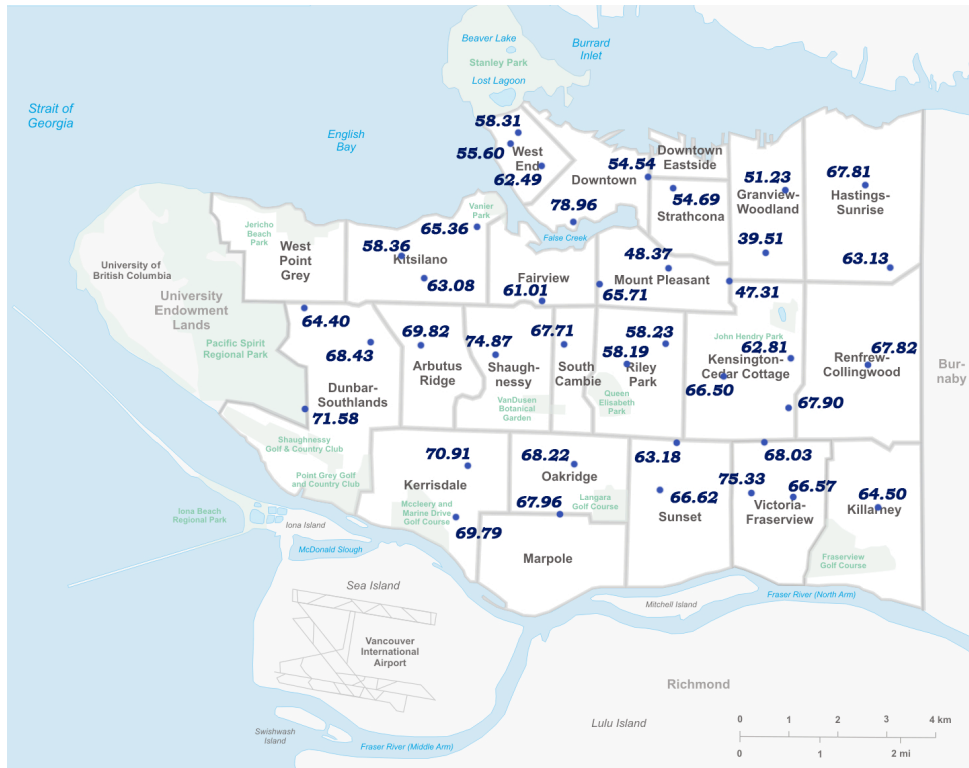 Beaver Lake
Burrard
Inlet
Stanley Park
Lost Lagoon
Strait of
Georgia
English
Bay
58.31
55.60
West
End
62.49
54.54
Downtown
Downtown
Eastside
54.69
Strathcona
51.23
Granview-
Woodland
39.51
67.81
Hastings-
Sunrise
63.13
78.96
False Creek
Vanier
Park
65.36
58.36
Kitsilano
63.08
Jericho
Beach
Park
West
Point
Grey
University of
British Columbia
University
Endowment
Lands
Pacific Spirit
Regional Park
Fairview
61.01
48.37
Mount Pleasant
65.71
47.31
64.40
68.43
Dunbar-
Southlands
71.58
69.82
Arbutus
Ridge
74.87
Shaugh-
nessy
VanDusen
Botanical
Garden
67.71
South
Cambie
58.23
58.19
Riley
Park
Queen
Elisabeth
Park
John Hendry Park
62.81
Kensington-
Cedar Cottage
66.50
67.90
67.82
Renfrew-
Collingwood
Bur-
naby
Shaughnessy
Golf & Country Club
Point Grey Golf
and Country Club
70.91
Kerrisdale
Mccleery and
Marine Drive
Golf Course
69.79
68.22
Oakridge
67.96
Langara
Golf Course
Marpole
63.18
66.62
Sunset
68.03
75.33
66.57
Victoria-
Fraserview
64.50
Killarney
Fraserview
Golf Course
Iona Beach
Regional Park
Iona Island
McDonald Slough
Sea Island
Vancouver
International
Airport
Mitchell Island
Fraser River (North Arm)
Richmond
Lulu Island
Swishwash
Island
Fraser River (Middle Arm)
0 1 2 3 4 km
0 1 2 mi